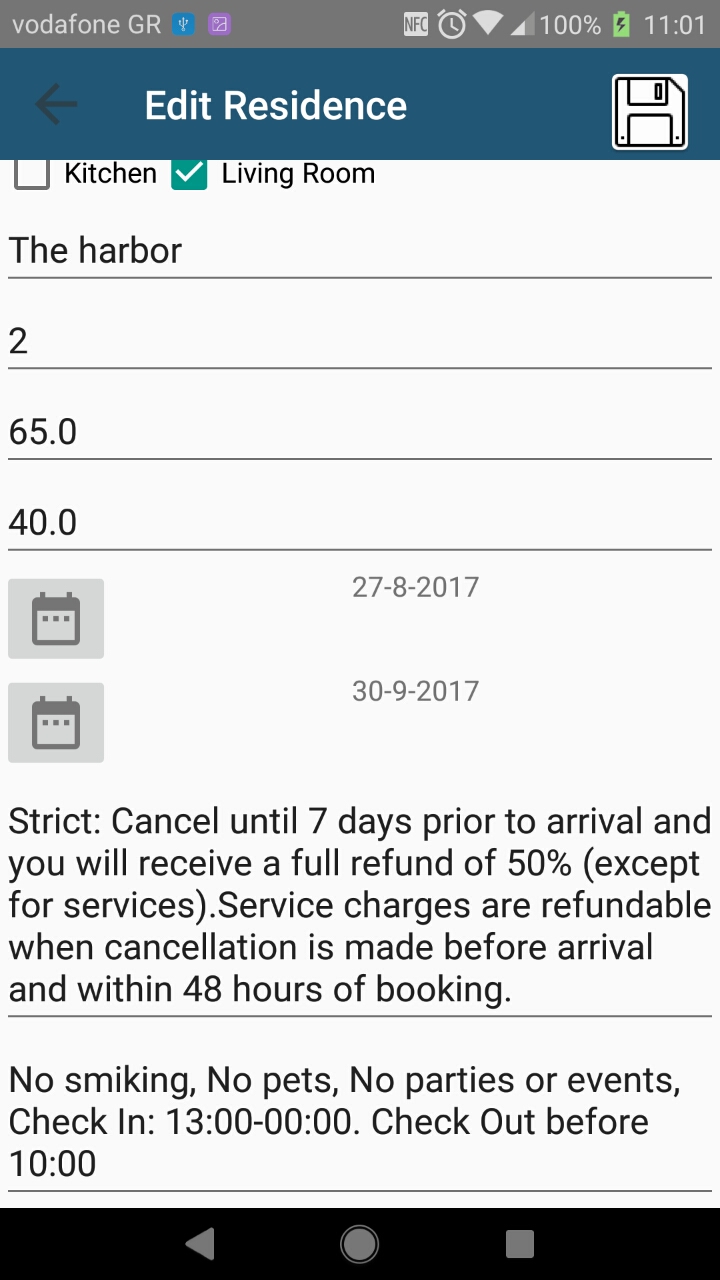 vodafone GR NFC 100% 11:01
Edit Residence
Kitchen Living Room
The harbor
2
65.0
40.0
27-8-2017
30-9-2017
Strict: Cancel until 7 days prior to arrival and
you will receive a full refund of 50% (except
for services).Service charges are refundable
when cancellation is made before arrival
and within 48 hours of booking.
No smiking, No pets, No parties or events,
Check In: 13:00-00:00. Check Out before
10:00